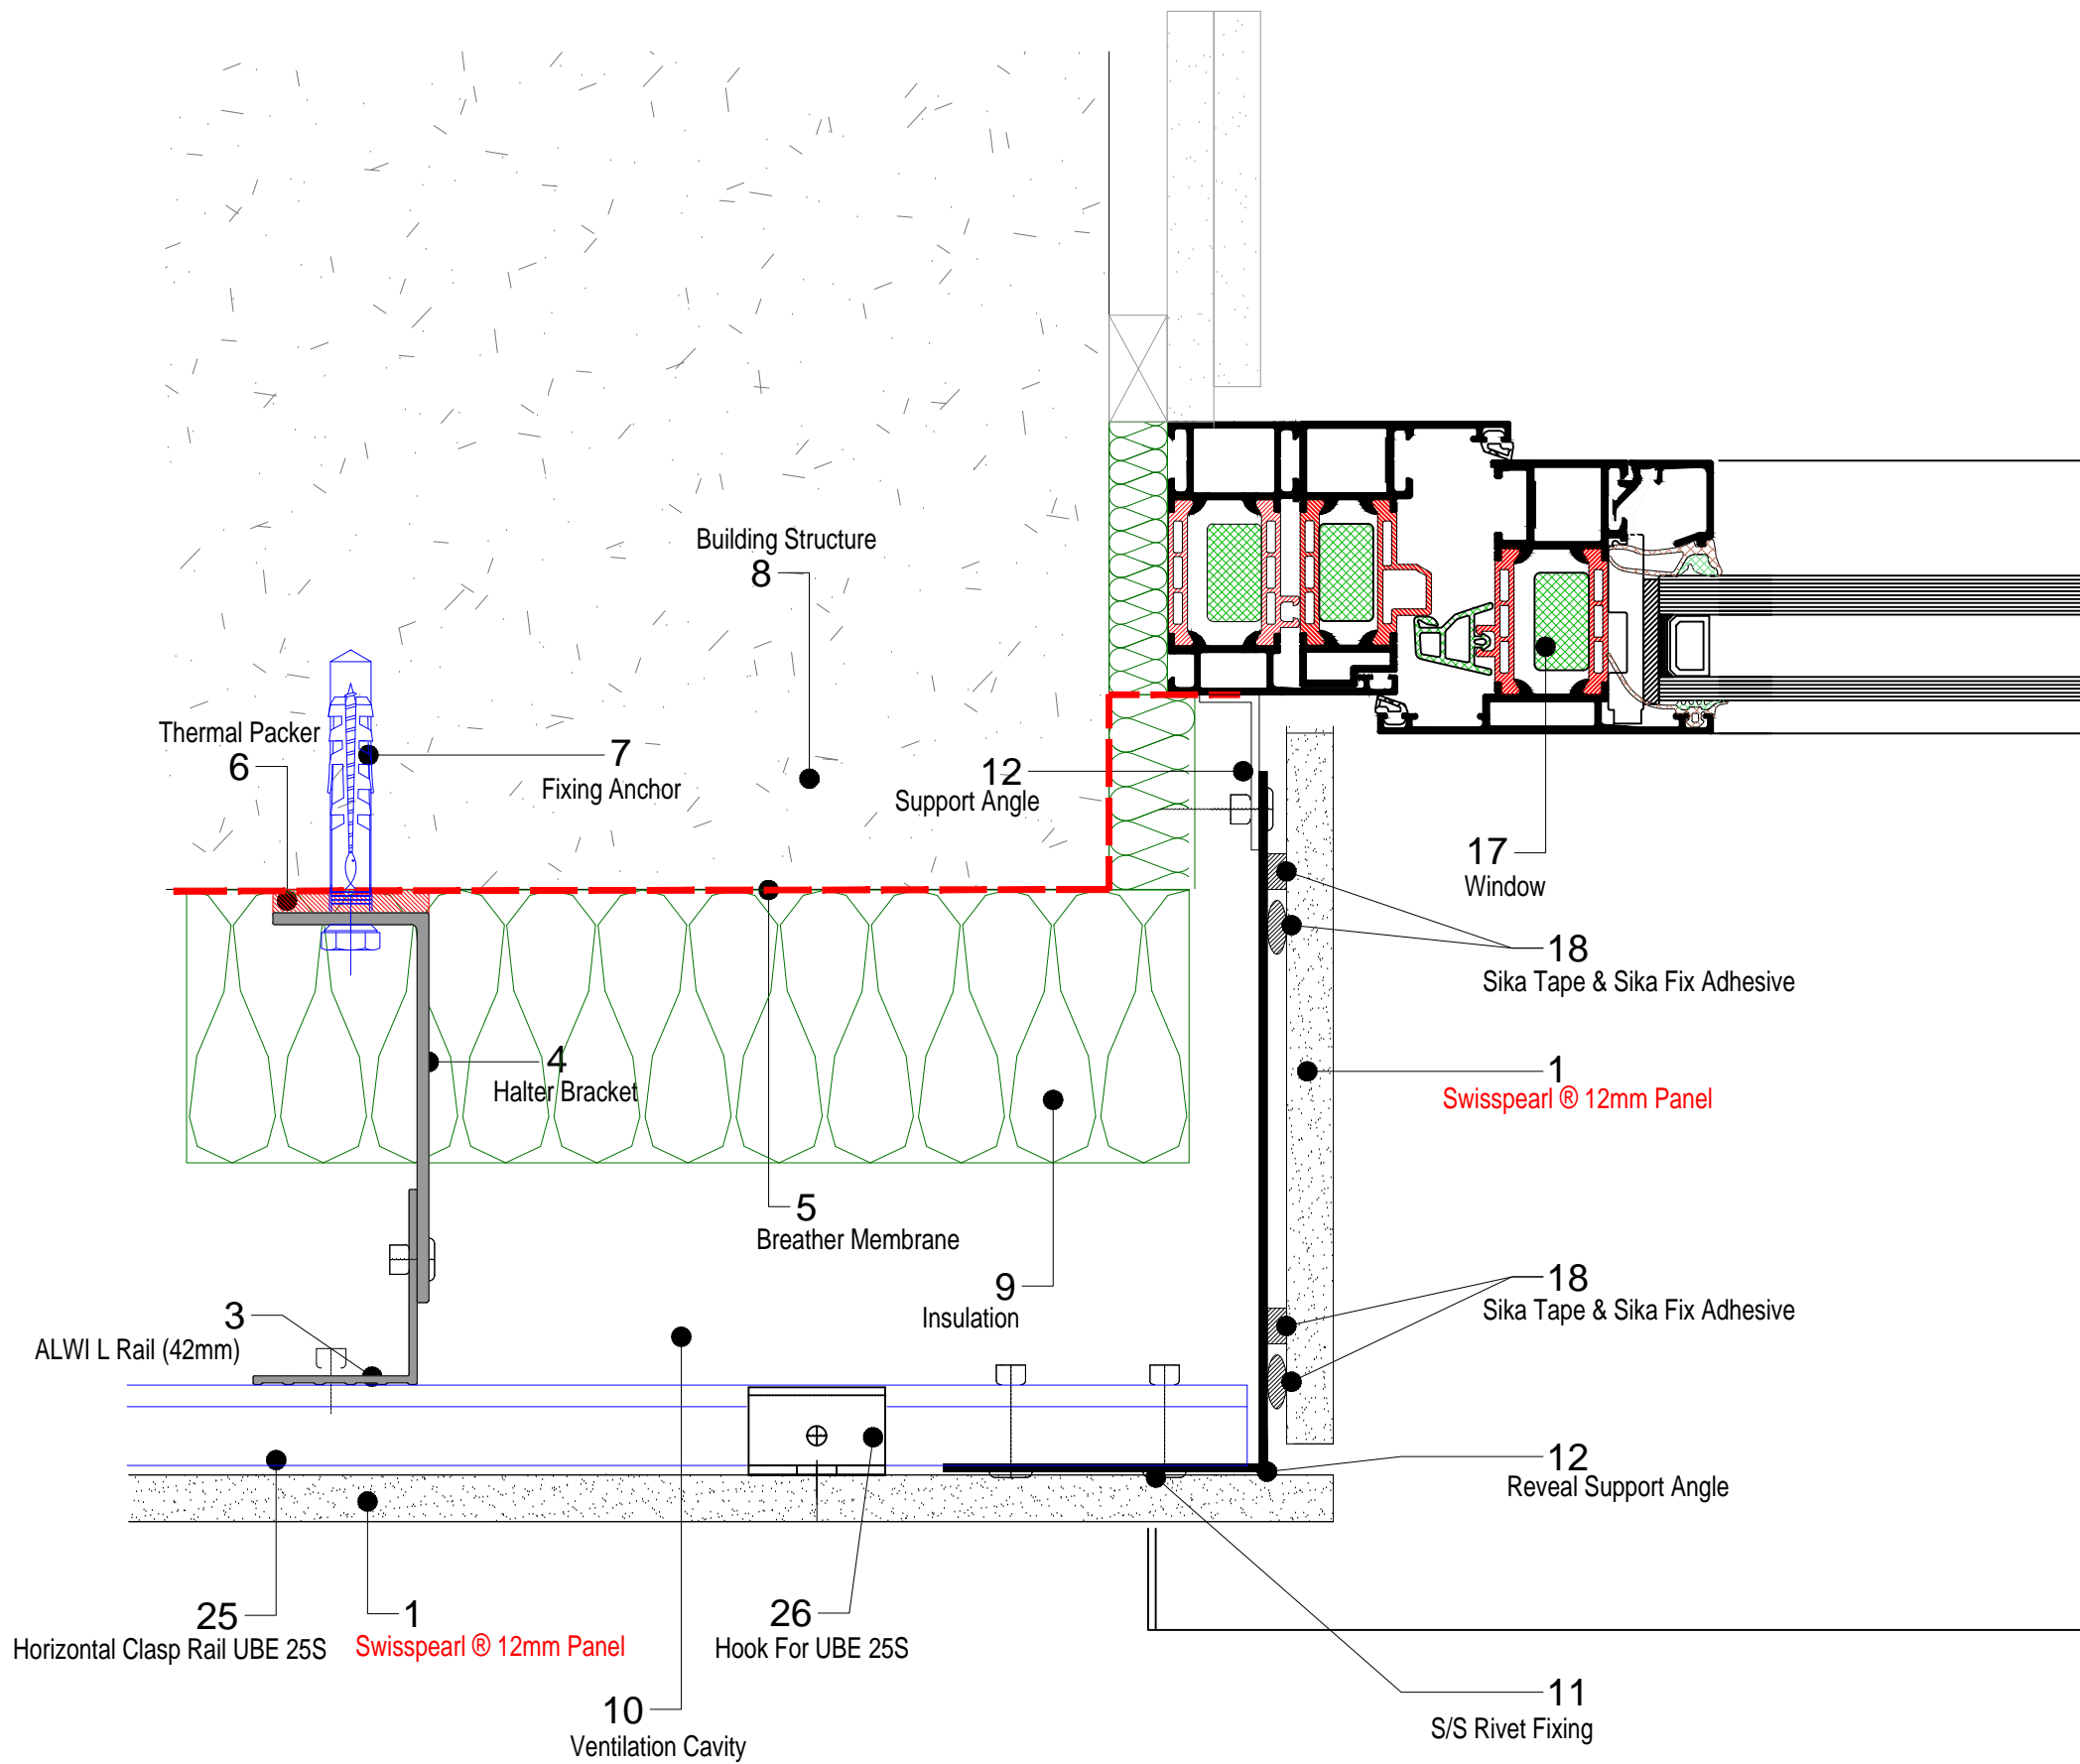 Building Structure
8
Thermal Packer
6
7
Fixing Anchor
12
Support Angle
17
Window
18
Sika Tape & Sika Fix Adhesive
4
Halter Bracket
1
Swisspearl ® 12mm Panel
5
Breather Membrane
9
Insulation
18
Sika Tape & Sika Fix Adhesive
3
ALWI L Rail (42mm)
12
Reveal Support Angle
25
Horizontal Clasp Rail UBE 25S
1
Swisspearl ® 12mm Panel
26
Hook For UBE 25S
11
S/S Rivet Fixing
10
Ventilation Cavity